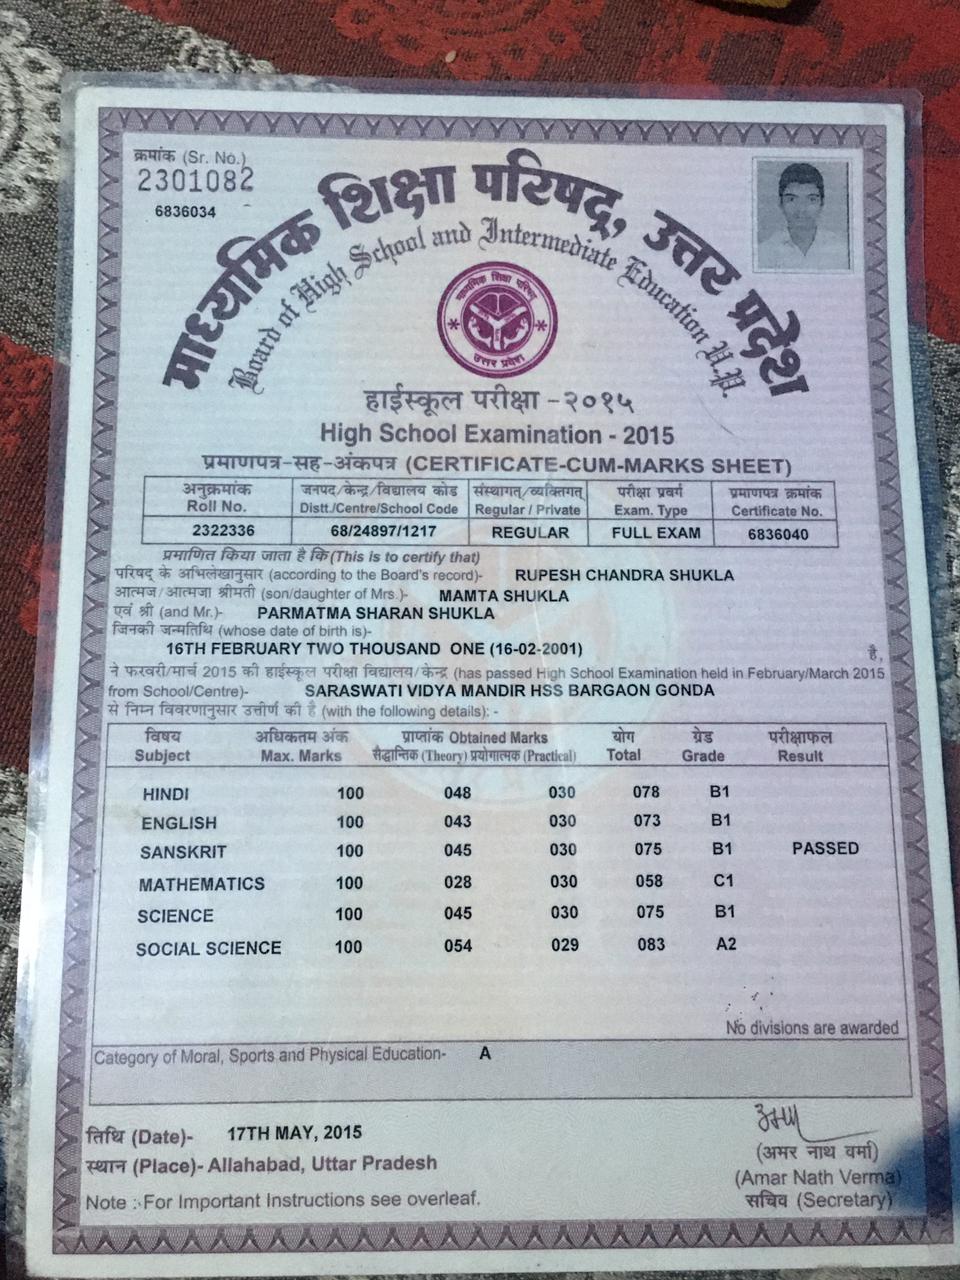 क्रमांक (Sr. No.)
2301082
6836034
माध्यमिक शिक्षा परिषद्, उत्तर प्रदेश
Board of High School and Intermediate Education U.P.
माध्यमिक शिक्षा परिषद
उत्तर प्रदेश
हाईस्कूल परीक्षा -२०१५
High School Examination - 2015
प्रमाणपत्र-सह-अंकपत्र (CERTIFICATE-CUM-MARKS SHEET)
अनुक्रमांक जनपद/केन्द्र/विद्यालय कोड संस्थागत्/व्यक्तिगत् परीक्षा प्रवर्ग प्रमाणपत्र क्रमांक
Roll No. Distt./Centre/School Code Regular / Private Exam. Type Certificate No.
2322336 68/24897/1217 REGULAR FULL EXAM 6836040
प्रमाणित किया जाता है कि(This is to certify that)
परिषद् के अभिलेखानुसार (according to the Board's record)- RUPESH CHANDRA SHUKLA
आत्मज/आत्मजा श्रीमती (son/daughter of Mrs.)- MAMTA SHUKLA
एवं श्री (and Mr.)- PARMATMA SHARAN SHUKLA
जिनकी जन्मतिथि (whose date of birth is)-
16TH FEBRUARY TWO THOUSAND ONE (16-02-2001) है,
ने फरवरी/मार्च 2015 की हाईस्कूल परीक्षा विद्यालय/केन्द्र (has passed High School Examination held in February/March 2015
from School/Centre)- SARASWATI VIDYA MANDIR HSS BARGAON GONDA
से निम्न विवरणानुसार उत्तीर्ण की है (with the following details): -
विषय अधिकतम अंक प्राप्तांक Obtained Marks योग ग्रेड परीक्षाफल
Subject Max. Marks सैद्धान्तिक (Theory) प्रयोगात्मक (Practical) Total Grade Result
HINDI 100 048 030 078 B1
ENGLISH 100 043 030 073 B1
SANSKRIT 100 045 030 075 B1 PASSED
MATHEMATICS 100 028 030 058 C1
SCIENCE 100 045 030 075 B1
SOCIAL SCIENCE 100 054 029 083 A2
No divisions are awarded
Category of Moral, Sports and Physical Education- A
तिथि (Date)- 17TH MAY, 2015
स्थान (Place)- Allahabad, Uttar Pradesh
(अमर नाथ वर्मा)
(Amar Nath Verma)
सचिव (Secretary)
Note :-For Important Instructions see overleaf.